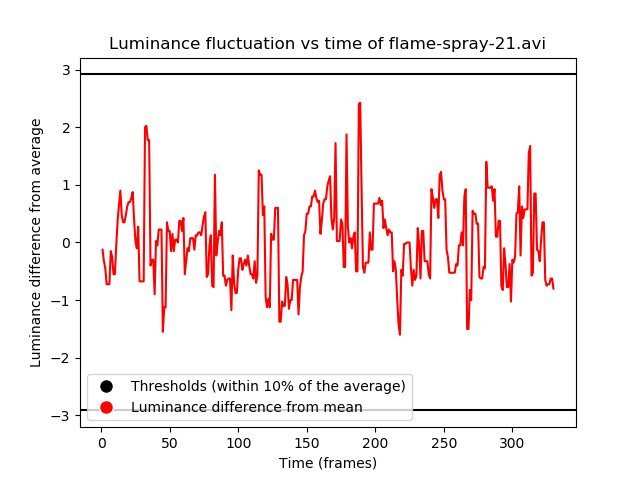 Luminance fluctuation vs time of flame-spray-21.avi
Luminance difference from average
3
2
1
0
−1
−2
−3
Thresholds (within 10% of the average)
Luminance difference from mean
0 50 100 150 200 250 300
Time (frames)